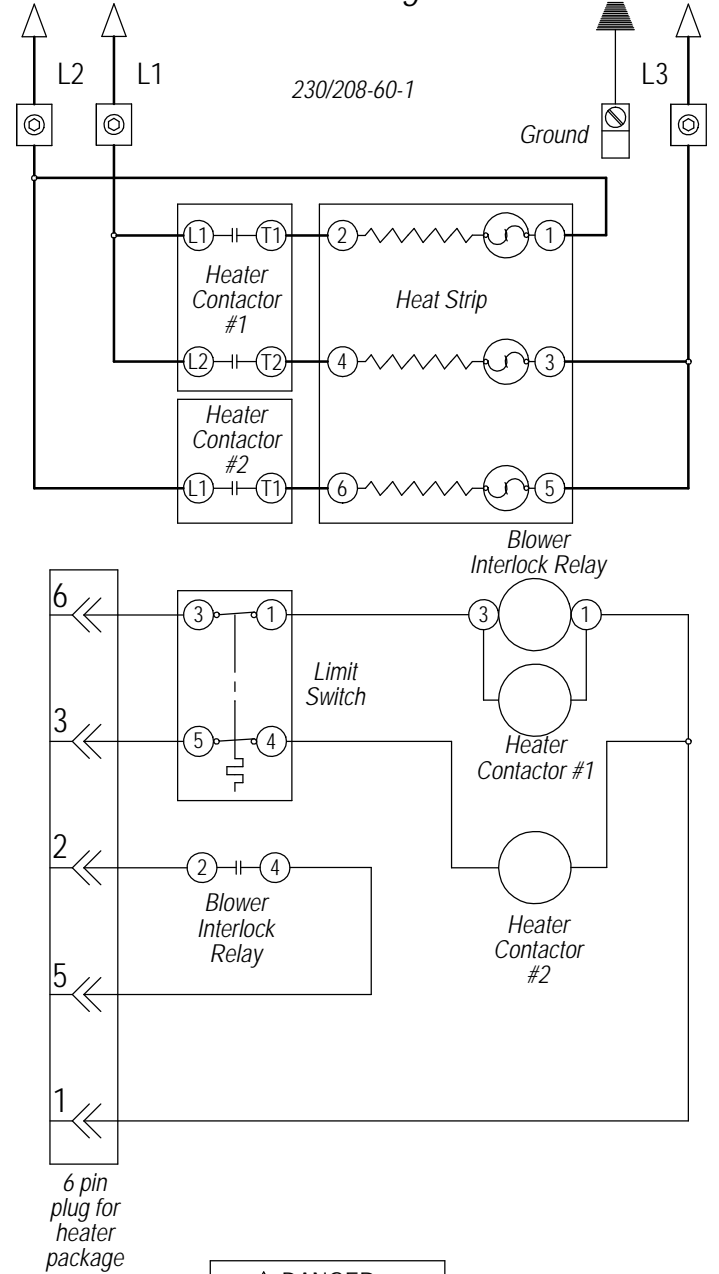 L2
L1
L3
230/208-60-1
Ground
L1
T1
2
1
Heater
Contactor
#1
Heat Strip
L2
T2
4
3
Heater
Contactor
#2
L1
T1
6
5
Blower
Interlock Relay
6
3
1
3
1
Limit
Switch
3
5
4
Heater
Contactor #1
2
2
4
Blower
Interlock
Relay
Heater
Contactor
#2
5
1
6 pin
plug for
heater
package
DANGER